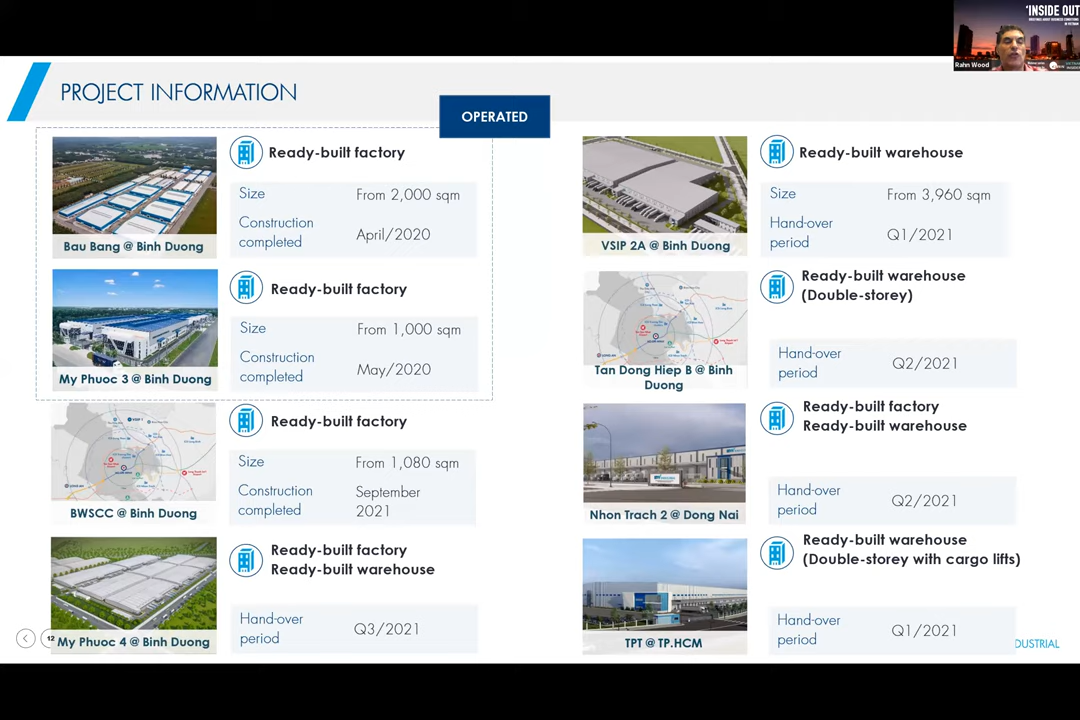 'INSIDE OUT
Rahn Wood
PROJECT INFORMATION
OPERATED
Ready-built factory
Size
From 2,000 sqm
Construction
completed
April/2020
Bau Bang @ Binh Duong
Ready-built factory
Size
From 1,000 sqm
Construction
completed
May/2020
My Phuoc 3 @ Binh Duong
Ready-built factory
Size
From 1,080 sqm
Construction
completed
September
2021
BWSCC @ Binh Duong
Ready-built factory
Ready-built warehouse
Hand-over
period
Q3/2021
My Phuoc 4 @ Binh Duong
12
Ready-built warehouse
Size
From 3,960 sqm
Hand-over
period
Q1/2021
VSIP 2A @ Binh Duong
Ready-built warehouse
(Double-storey)
Hand-over
period
Q2/2021
Tan Dong Hiep B @ Binh
Duong
Ready-built factory
Ready-built warehouse
Hand-over
period
Q2/2021
Nhon Trach 2 @ Dong Nai
Ready-built warehouse
(Double-storey with cargo lifts)
Hand-over
period
Q1/2021
TPT @ TP.HCM
DUSTRIAL